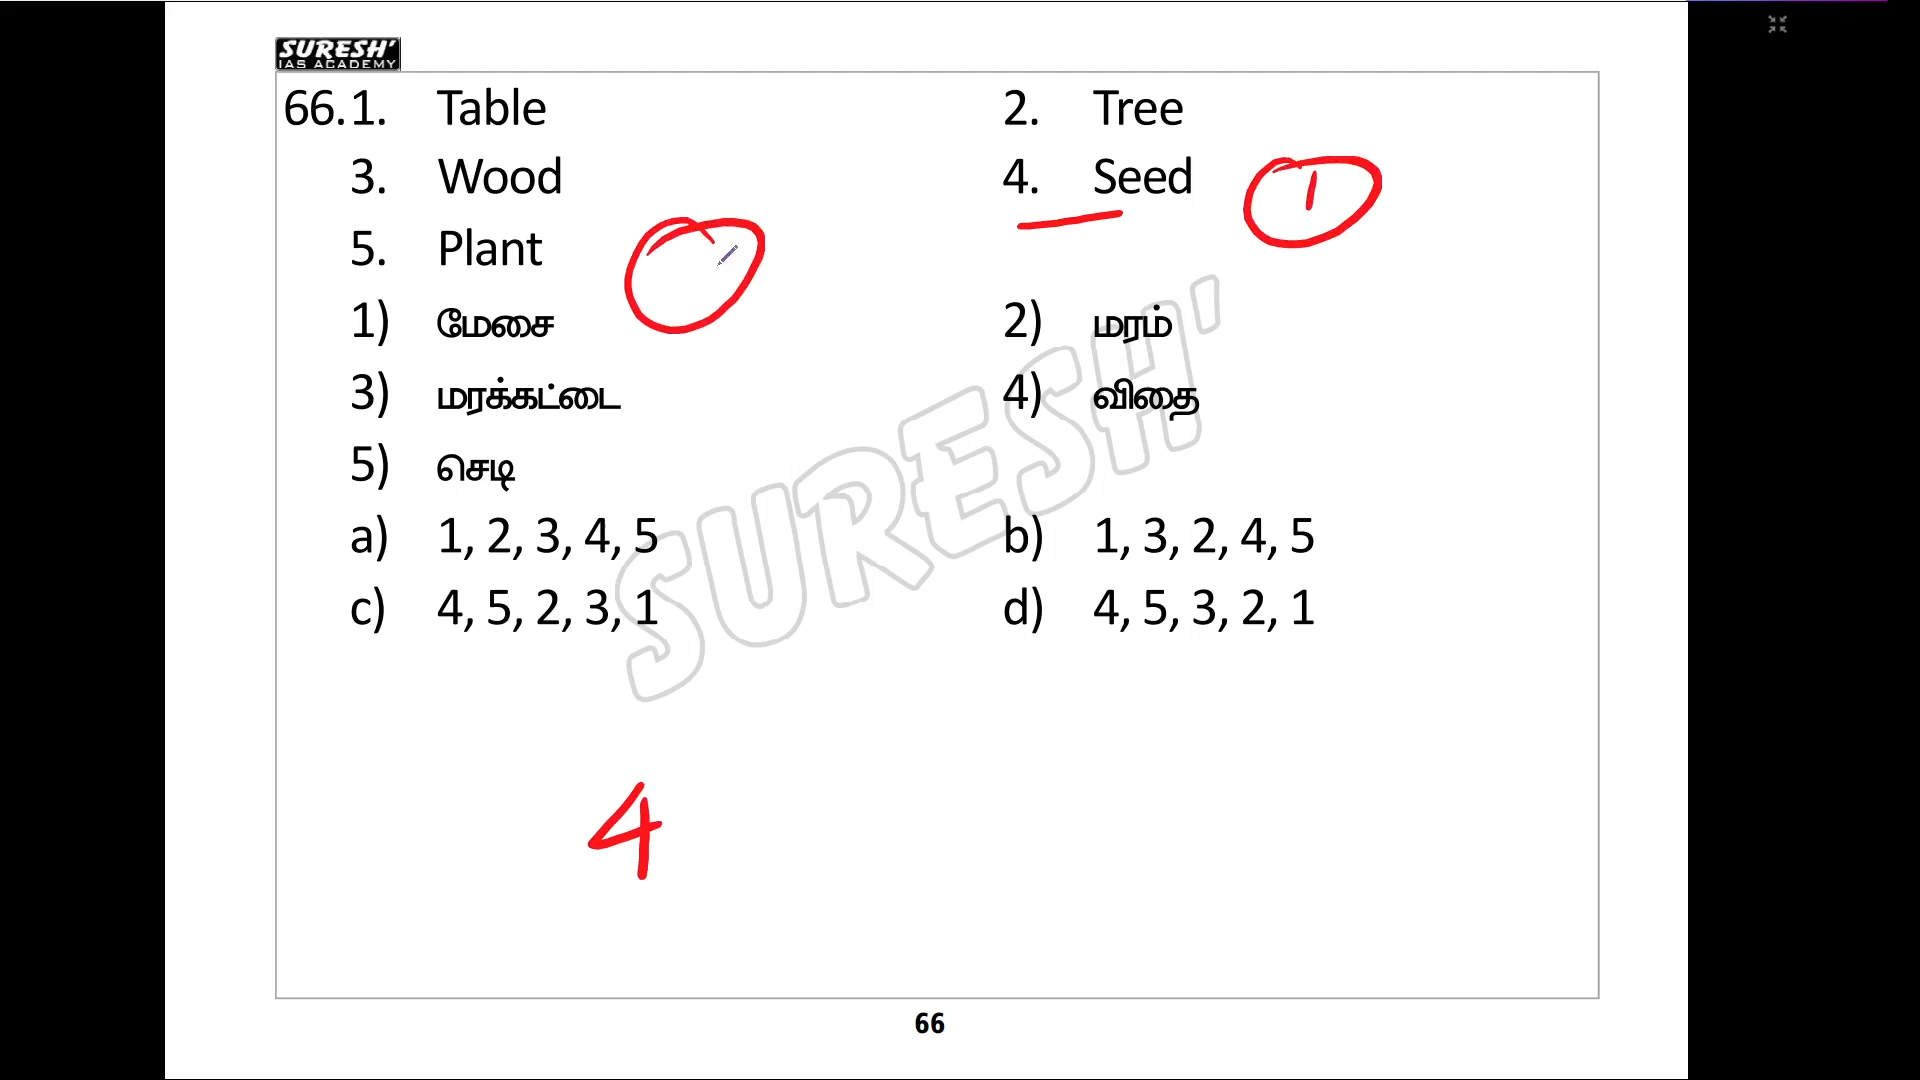 SURESH'
IAS ACADEMY
66.1. Table 2. Tree
3. Wood 4. Seed 1
5. Plant
1) மேசை 2) மரம்
3) மரக்கட்டை 4) விதை
5) செடி
a) 1, 2, 3, 4, 5 b) 1, 3, 2, 4, 5
c) 4, 5, 2, 3, 1 d) 4, 5, 3, 2, 1
SURESH'
4
66